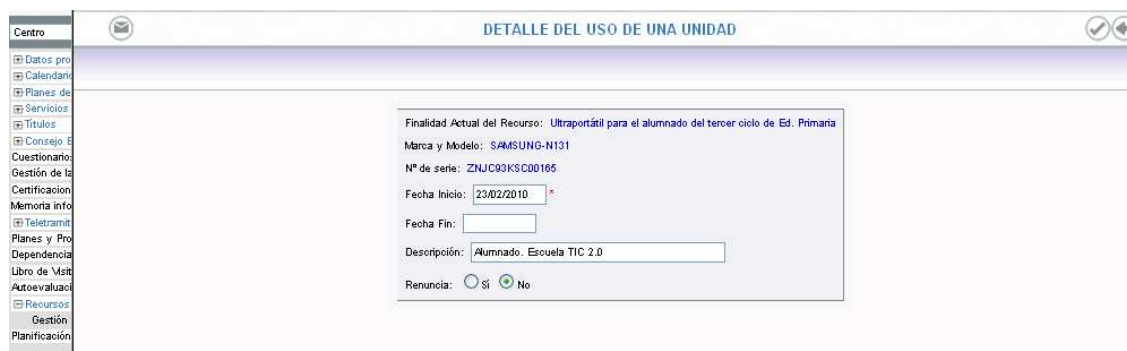 Centro
DETALLE DEL USO DE UNA UNIDAD
Datos pro
Calendario
Planes de
Servicios
Títulos
Consejo E
Cuestionario:
Gestión de la
Certificacion
Memoria info
Teletramit
Planes y Pro
Dependencia
Libro de Visit
Autoevaluaci
Recursos
Gestión
Planificación
Finalidad Actual del Recurso: Ultraportátil para el alumnado del tercer ciclo de Ed. Primaria
Marca y Modelo: SAMSUNG-N131
Nº de serie: ZNJC93KSC00165
Fecha Inicio: 23/02/2010 *
Fecha Fin:
Descripción: Alumnado. Escuela TIC 2.0
Renuncia: Sí No